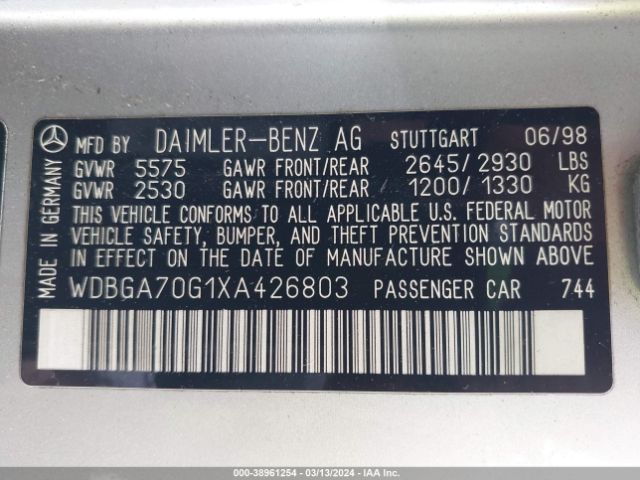 MFD BY DAIMLER-BENZ AG STUTTGART 06/98
GVWR 5575 GAWR FRONT/REAR 2645/2930 LBS
GVWR 2530 GAWR FRONT/REAR 1200/1330 KG
THIS VEHICLE CONFORMS TO ALL APPLICABLE U.S. FEDERAL MOTOR
VEHICLE SAFETY, BUMPER, AND THEFT PREVENTION STANDARDS
IN EFFECT ON THE DATE OF MANUFACTURE SHOWN ABOVE
WDBGA70G1XA426803 PASSENGER CAR 744
MADE IN GERMANY
000-38961254 - 03/13/2024 - IAA